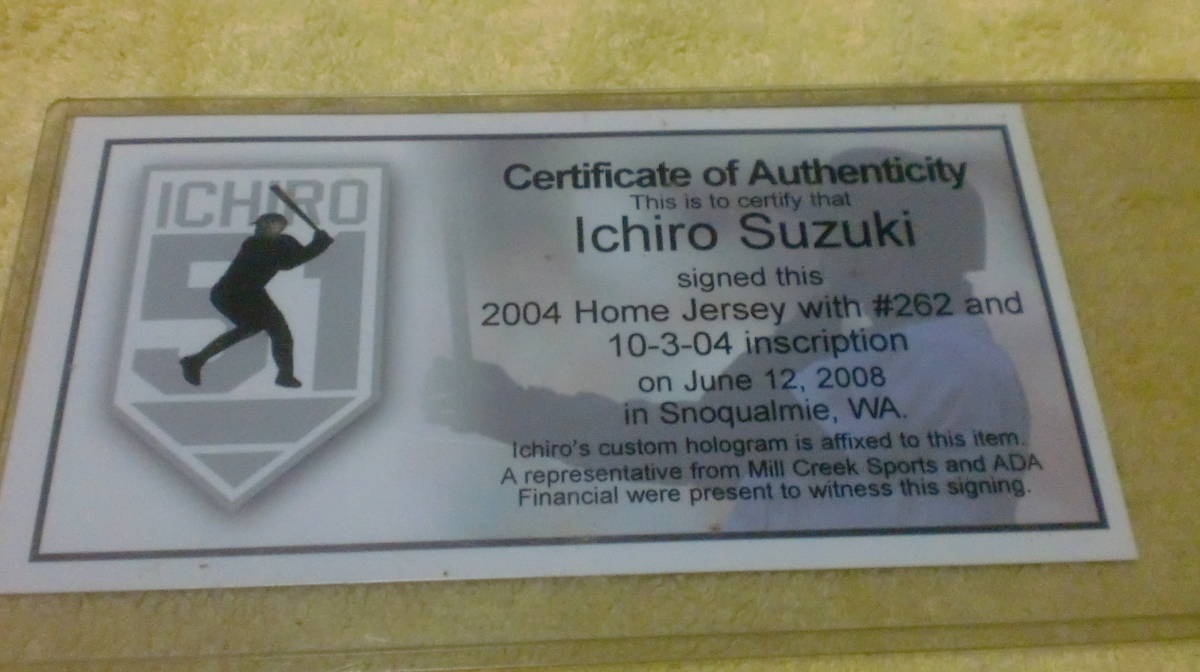 ICHIRO
51
Certificate of Authenticity
This is to certify that
Ichiro Suzuki
signed this
2004 Home Jersey with #262 and
10-3-04 inscription
on June 12, 2008
in Snoqualmie, WA.
Ichiro's custom hologram is affixed to this item.
A representative from Mill Creek Sports and ADA
Financial were present to witness this signing.